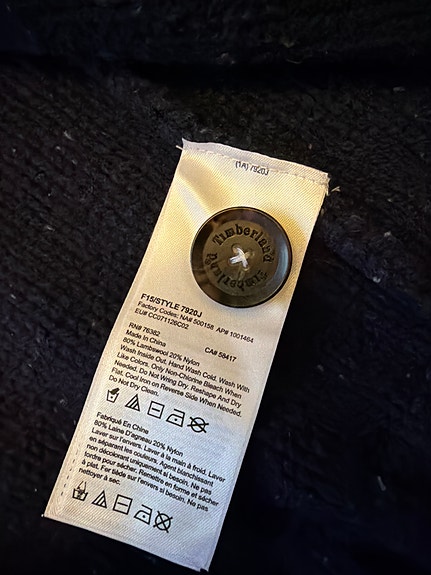 (1A) 7920J
Timberland Timberland
F15/STYLE 7920J
Factory Codes: NA# 500158 AP# 1001464
EU# CC071126C02
RN# 76362 CA# 59417
Made In China
80% Lambswool 20% Nylon
Wash Inside Out. Hand Wash Cold. Wash With
Like Colors. Only Non-Chlorine Bleach When
Needed. Do Not Wring Dry. Reshape And Dry
Flat. Cool Iron on Reverse Side When Needed.
Do Not Dry Clean.
Fabriqué En Chine
80% Laine D'agneau 20% Nylon
Laver sur l'envers. Laver à la main à froid. Laver
en séparant les couleurs. Agent blanchissant
non décolorant uniquement si besoin. Ne pas
tordre pour sécher. Remettre en forme et sécher
à plat. Fer tiède sur l'envers si besoin. Ne pas
nettoyer à sec.